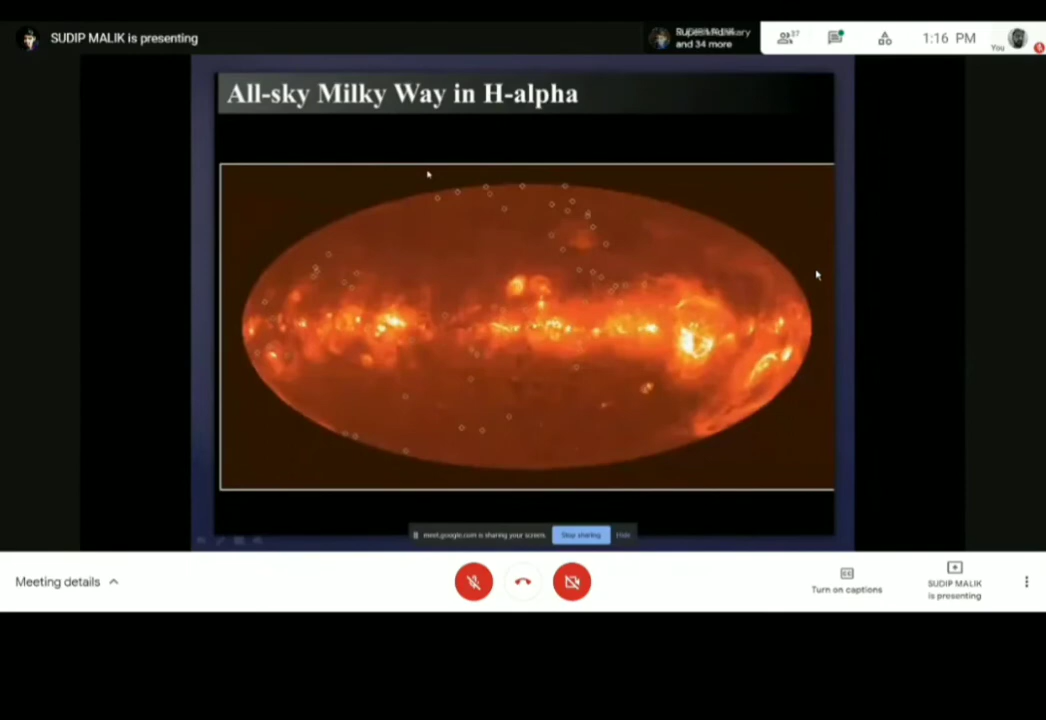 SUDIP MALIK is presenting
and 34 more
37
1:16 PM
You
All-sky Milky Way in H-alpha
meet.google.com is sharing your screen.
Stop sharing
Hide
Meeting details
Turn on captions
SUDIP MALIK
is presenting